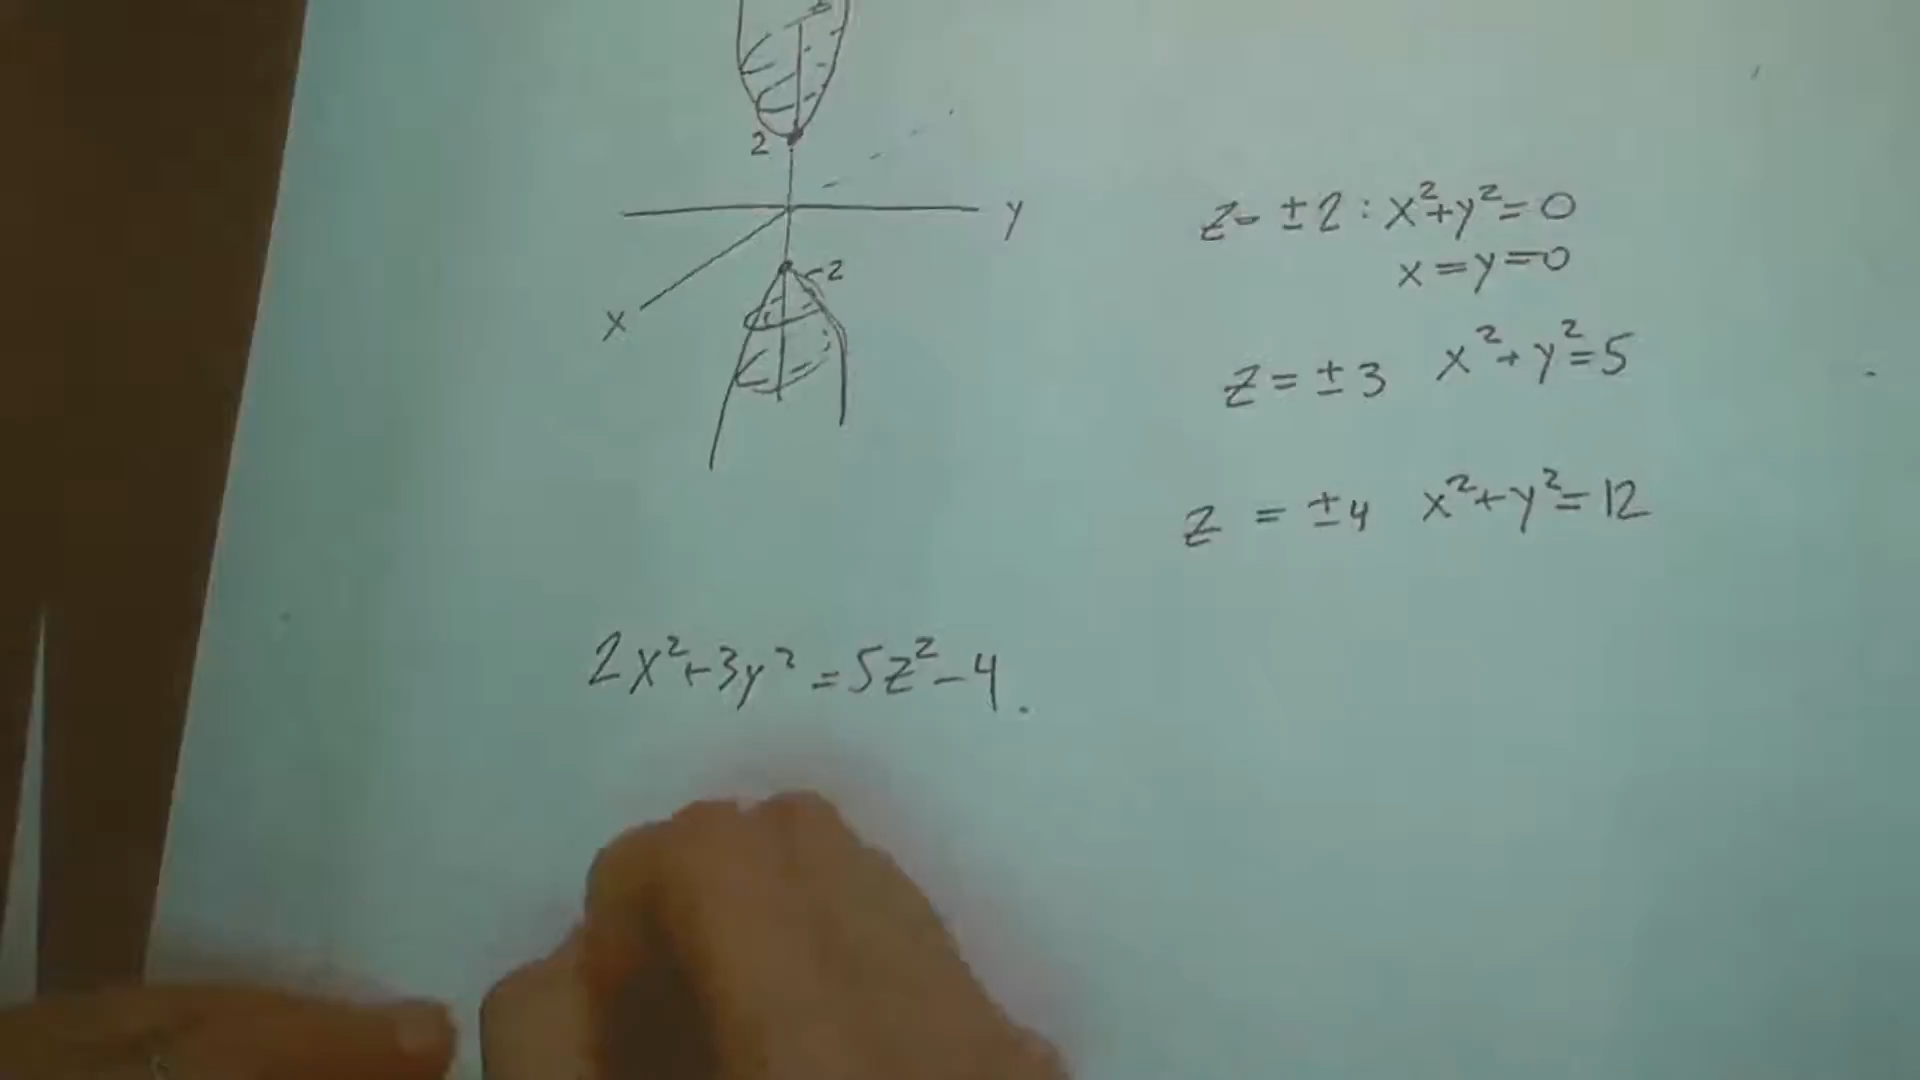 2
y
-2
x
z = ±2 : x²+y²=0
x=y=0
z = ±3 x²+y²=5
z = ±4 x²+y²=12
2x²+3y²=5z²-4.